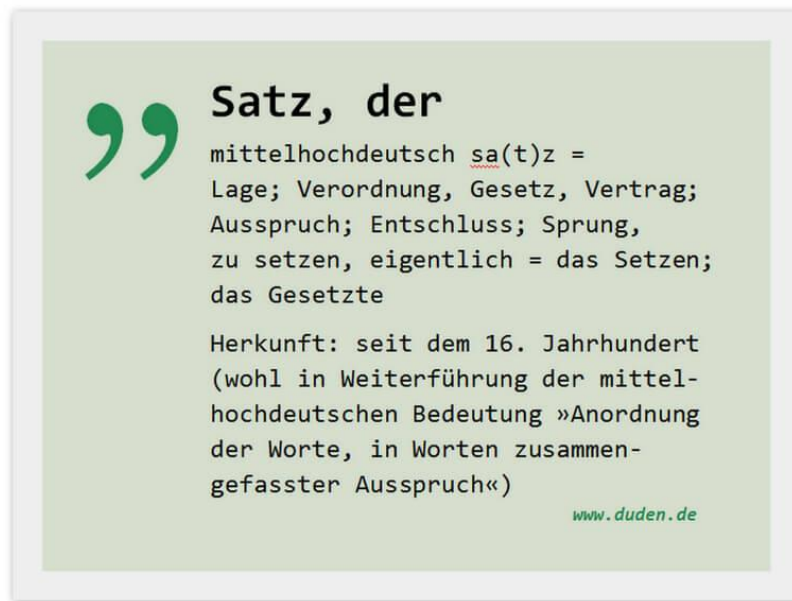 ”
Satz, der
mittelhochdeutsch sa(t)z =
Lage; Verordnung, Gesetz, Vertrag;
Ausspruch; Entschluss; Sprung,
zu setzen, eigentlich = das Setzen;
das Gesetzte
Herkunft: seit dem 16. Jahrhundert
(wohl in Weiterführung der mittel-
hochdeutschen Bedeutung »Anordnung
der Worte, in Worten zusammen-
gefasster Ausspruch«)
www.duden.de